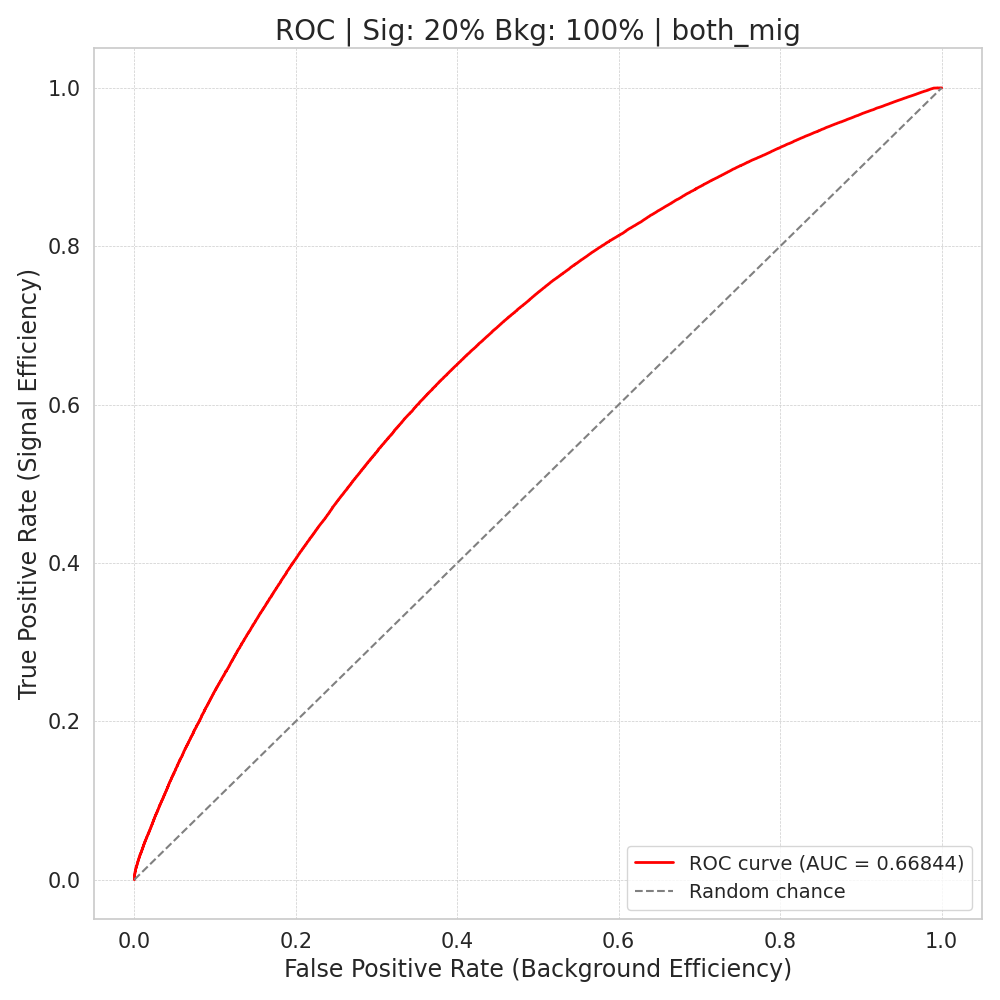 ROC | Sig: 20% Bkg: 100% | both_mig
True Positive Rate (Signal Efficiency)
1.0
0.8
0.6
0.4
0.2
0.0
ROC curve (AUC = 0.66844)
Random chance
0.0 0.2 0.4 0.6 0.8 1.0
False Positive Rate (Background Efficiency)